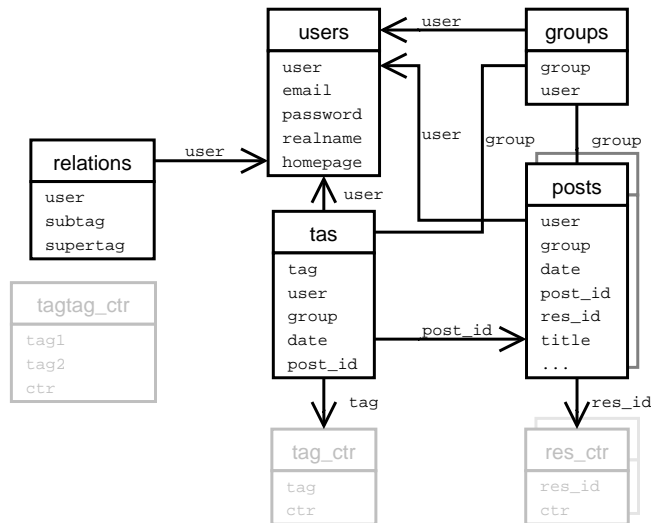 users
user
email
password
realname
homepage
user
groups
group
user
user
group
group
relations
user
subtag
supertag
user
user
tas
tag
user
group
date
post_id
posts
user
group
date
post_id
res_id
title
...
tagtag_ctr
tag1
tag2
ctr
post_id
tag
res_id
tag_ctr
tag
ctr
res_ctr
res_id
ctr